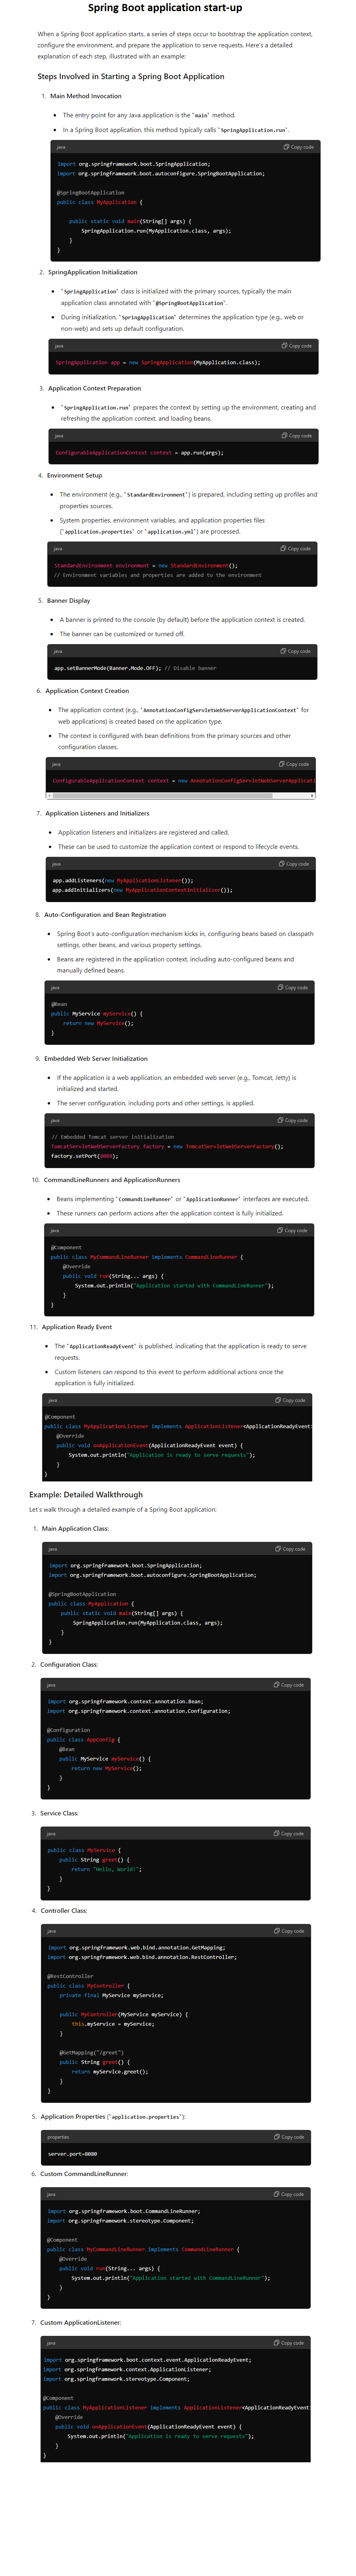 Spring Boot application start-up
When a Spring Boot application starts, a series of steps occur to bootstrap the application context,
configure the environment, and prepare the application to serve requests. Here's a detailed
explanation of each step, illustrated with an example:
Steps Involved in Starting a Spring Boot Application
1. Main Method Invocation
• The entry point for any Java application is the `main` method.
• In a Spring Boot application, this method typically calls `SpringApplication.run`.
java Copy code
import org.springframework.boot.SpringApplication;
import org.springframework.boot.autoconfigure.SpringBootApplication;
@SpringBootApplication
public class MyApplication {
public static void main(String[] args) {
SpringApplication.run(MyApplication.class, args);
}
}
2. SpringApplication Initialization
• `SpringApplication` class is initialized with the primary sources, typically the main
application class annotated with `@SpringBootApplication`.
• During initialization, `SpringApplication` determines the application type (e.g., web or
non-web) and sets up default configuration.
java Copy code
SpringApplication app = new SpringApplication(MyApplication.class);
3. Application Context Preparation
• `SpringApplication.run` prepares the context by setting up the environment, creating and
refreshing the application context, and loading beans.
java Copy code
ConfigurableApplicationContext context = app.run(args);
4. Environment Setup
• The environment (e.g., `StandardEnvironment`) is prepared, including setting up profiles and
properties sources.
• System properties, environment variables, and application properties files
(`application.properties` or `application.yml`) are processed.
java Copy code
StandardEnvironment environment = new StandardEnvironment();
// Environment variables and properties are added to the environment
5. Banner Display
• A banner is printed to the console (by default) before the application context is created.
• The banner can be customized or turned off.
java Copy code
app.setBannerMode(Banner.Mode.OFF); // Disable banner
6. Application Context Creation
• The application context (e.g., `AnnotationConfigServletWebServerApplicationContext` for
web applications) is created based on the application type.
• The context is configured with bean definitions from the primary sources and other
configuration classes.
java Copy code
ConfigurableApplicationContext context = new AnnotationConfigServletWebServerApplicati
7. Application Listeners and Initializers
• Application listeners and initializers are registered and called.
• These can be used to customize the application context or respond to lifecycle events.
java Copy code
app.addListeners(new MyApplicationListener());
app.addInitializers(new MyApplicationContextInitializer());
8. Auto-Configuration and Bean Registration
• Spring Boot's auto-configuration mechanism kicks in, configuring beans based on classpath
settings, other beans, and various property settings.
• Beans are registered in the application context, including auto-configured beans and
manually defined beans.
java Copy code
@Bean
public MyService myService() {
return new MyService();
}
9. Embedded Web Server Initialization
• If the application is a web application, an embedded web server (e.g., Tomcat, Jetty) is
initialized and started.
• The server configuration, including ports and other settings, is applied.
java Copy code
// Embedded Tomcat server initialization
TomcatServletWebServerFactory factory = new TomcatServletWebServerFactory();
factory.setPort(8080);
10. CommandLineRunners and ApplicationRunners
• Beans implementing `CommandLineRunner` or `ApplicationRunner` interfaces are executed.
• These runners can perform actions after the application context is fully initialized.
java Copy code
@Component
public class MyCommandLineRunner implements CommandLineRunner {
@Override
public void run(String... args) {
System.out.println("Application started with CommandLineRunner");
}
}
11. Application Ready Event
• The `ApplicationReadyEvent` is published, indicating that the application is ready to serve
requests.
• Custom listeners can respond to this event to perform additional actions once the
application is fully initialized.
java Copy code
@Component
public class MyApplicationListener implements ApplicationListener<ApplicationReadyEvent>
@Override
public void onApplicationEvent(ApplicationReadyEvent event) {
System.out.println("Application is ready to serve requests");
}
}
Example: Detailed Walkthrough
Let's walk through a detailed example of a Spring Boot application:
1. Main Application Class:
java Copy code
import org.springframework.boot.SpringApplication;
import org.springframework.boot.autoconfigure.SpringBootApplication;
@SpringBootApplication
public class MyApplication {
public static void main(String[] args) {
SpringApplication.run(MyApplication.class, args);
}
}
2. Configuration Class:
java Copy code
import org.springframework.context.annotation.Bean;
import org.springframework.context.annotation.Configuration;
@Configuration
public class AppConfig {
@Bean
public MyService myService() {
return new MyService();
}
}
3. Service Class:
java Copy code
public class MyService {
public String greet() {
return "Hello, World!";
}
}
4. Controller Class:
java Copy code
import org.springframework.web.bind.annotation.GetMapping;
import org.springframework.web.bind.annotation.RestController;
@RestController
public class MyController {
private final MyService myService;
public MyController(MyService myService) {
this.myService = myService;
}
@GetMapping("/greet")
public String greet() {
return myService.greet();
}
}
5. Application Properties (`application.properties`):
properties Copy code
server.port=8080
6. Custom CommandLineRunner:
java Copy code
import org.springframework.boot.CommandLineRunner;
import org.springframework.stereotype.Component;
@Component
public class MyCommandLineRunner implements CommandLineRunner {
@Override
public void run(String... args) {
System.out.println("Application started with CommandLineRunner");
}
}
7. Custom ApplicationListener:
java Copy code
import org.springframework.boot.context.event.ApplicationReadyEvent;
import org.springframework.context.ApplicationListener;
import org.springframework.stereotype.Component;
@Component
public class MyApplicationListener implements ApplicationListener<ApplicationReadyEvent>
@Override
public void onApplicationEvent(ApplicationReadyEvent event) {
System.out.println("Application is ready to serve requests");
}
}